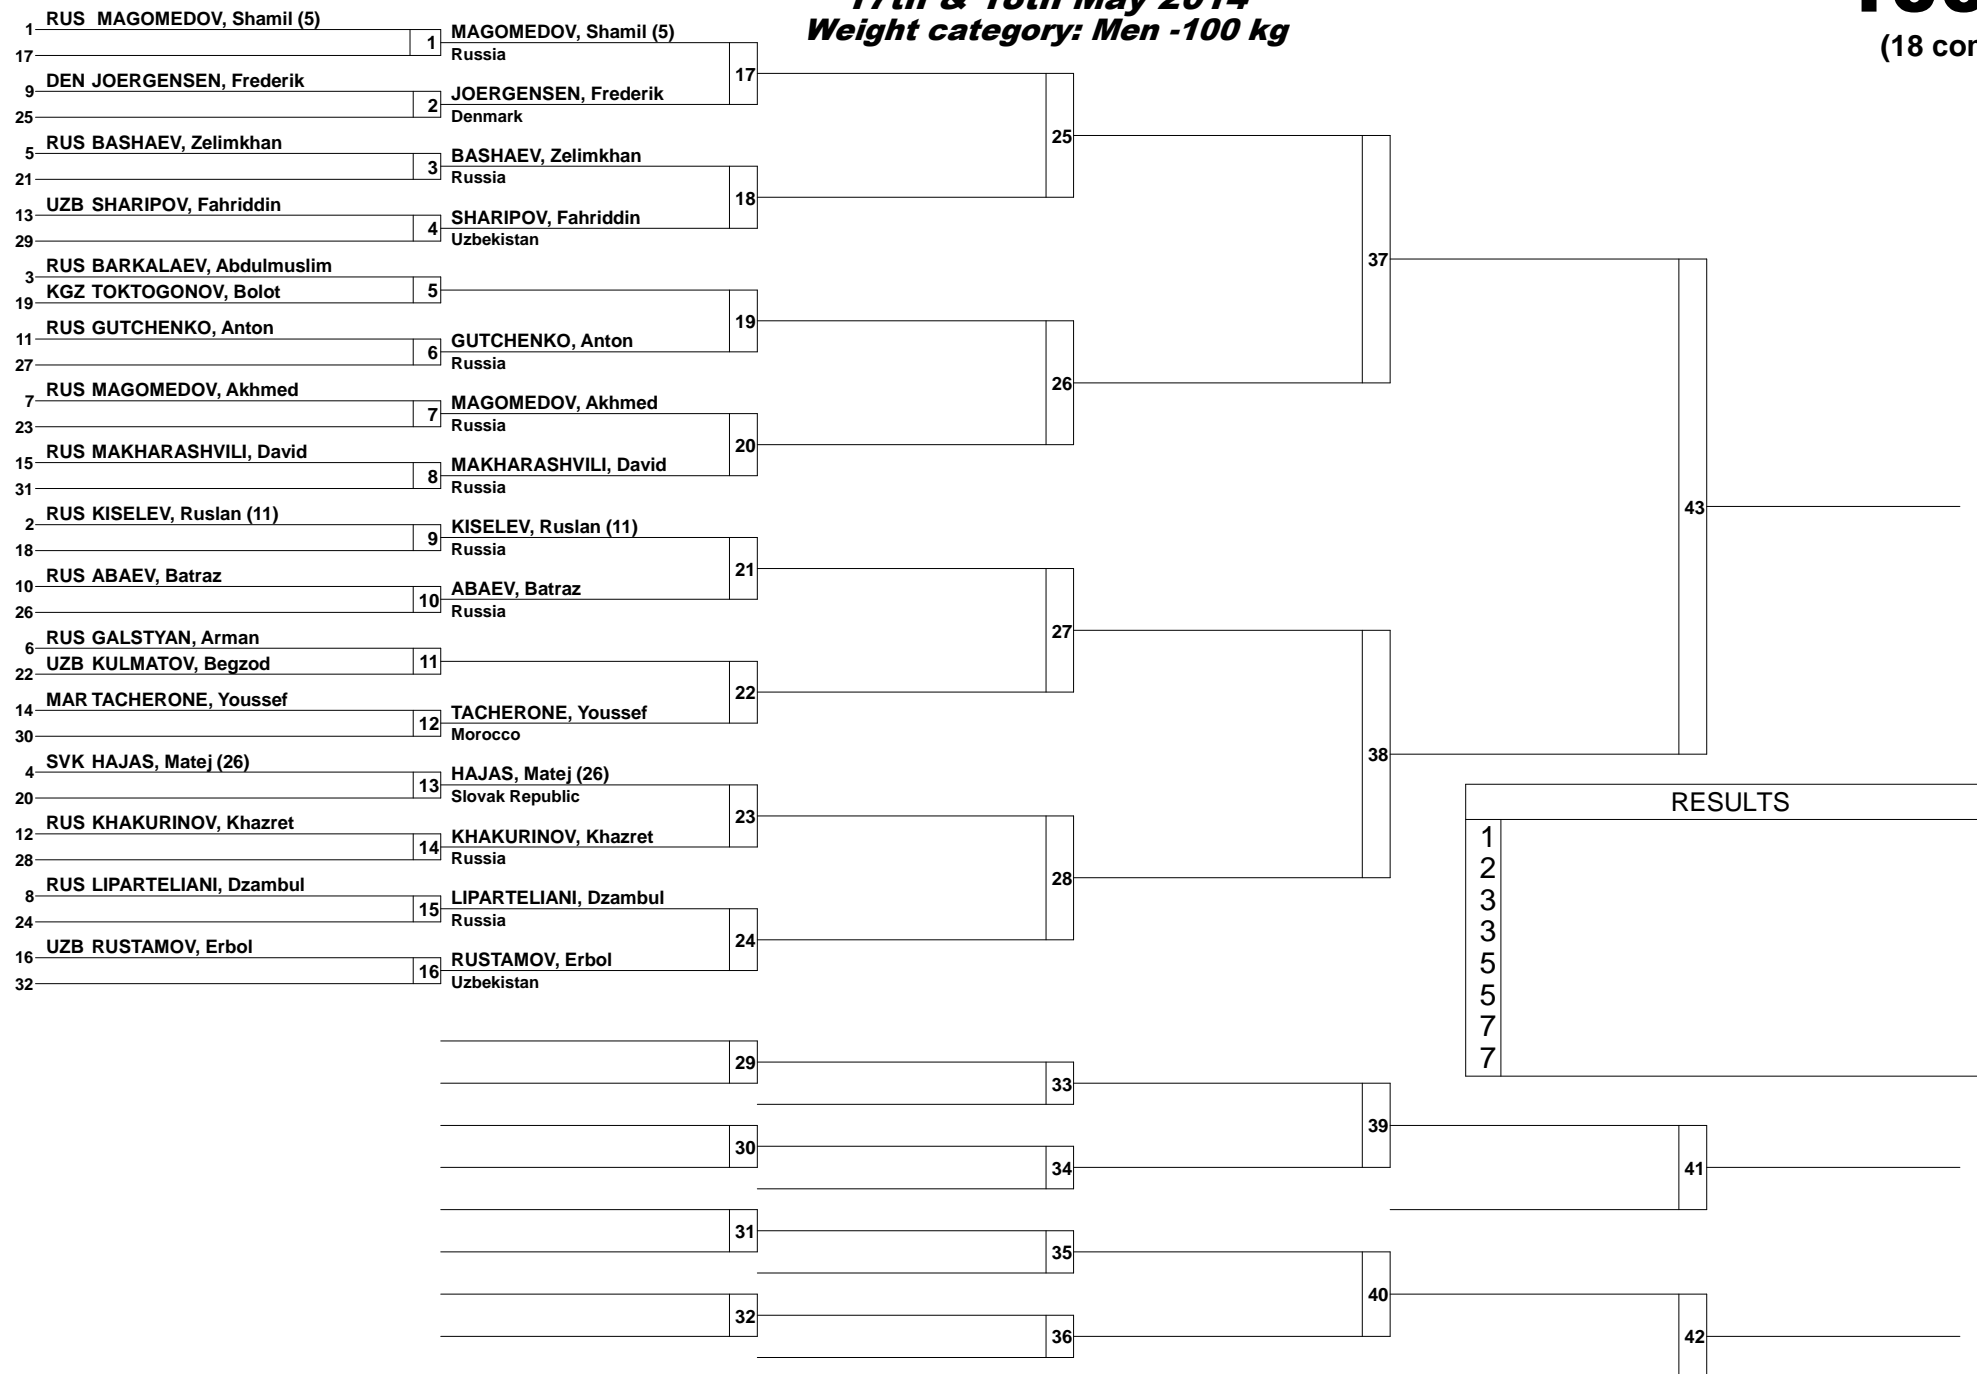 Weight category: Men -100 kg
1 RUS MAGOMEDOV, Shamil (5)
17
1 MAGOMEDOV, Shamil (5)
Russia
9 DEN JOERGENSEN, Frederik
25
2 JOERGENSEN, Frederik
Denmark
17
5 RUS BASHAEV, Zelimkhan
21
3 BASHAEV, Zelimkhan
Russia
13 UZB SHARIPOV, Fahriddin
29
4 SHARIPOV, Fahriddin
Uzbekistan
18
25
3 RUS BARKALAEV, Abdulmuslim
19 KGZ TOKTOGONOV, Bolot
5
11 RUS GUTCHENKO, Anton
27
6 GUTCHENKO, Anton
Russia
19
7 RUS MAGOMEDOV, Akhmed
23
7 MAGOMEDOV, Akhmed
Russia
15 RUS MAKHARASHVILI, David
31
8 MAKHARASHVILI, David
Russia
20
26
37
2 RUS KISELEV, Ruslan (11)
18
9 KISELEV, Ruslan (11)
Russia
10 RUS ABAEV, Batraz
26
10 ABAEV, Batraz
Russia
21
6 RUS GALSTYAN, Arman
22 UZB KULMATOV, Begzod
11
14 MAR TACHERONE, Youssef
30
12 TACHERONE, Youssef
Morocco
22
27
4 SVK HAJAS, Matej (26)
20
13 HAJAS, Matej (26)
Slovak Republic
12 RUS KHAKURINOV, Khazret
28
14 KHAKURINOV, Khazret
Russia
23
8 RUS LIPARTELIANI, Dzambul
24
15 LIPARTELIANI, Dzambul
Russia
16 UZB RUSTAMOV, Erbol
32
16 RUSTAMOV, Erbol
Uzbekistan
24
28
38
43
RESULTS
1
2
3
3
5
5
7
7
29
33
30
34
39
41
31
35
32
36
40
42